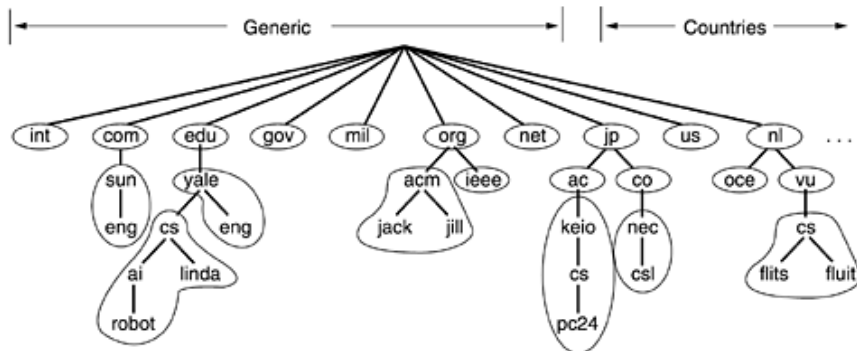 Generic Countries
int com edu gov mil org net jp us nl ...
sun yale acm ieee ac co oce vu
eng cs eng jack jill keio nec cs
ai linda cs csl flits fluit
robot pc24